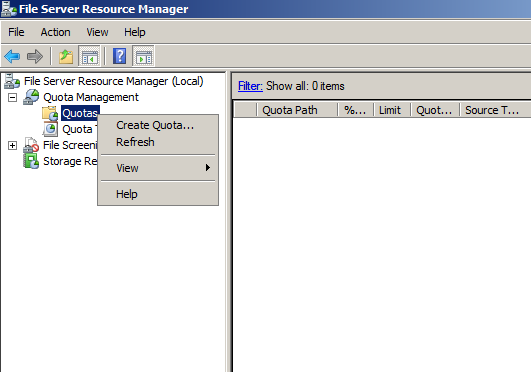 File Server Resource Manager
File Action View Help
File Server Resource Manager (Local)
Quota Management
Quotas
Quota T
File Screeni
Storage Re
Create Quota...
Refresh
View
Help
Filter: Show all: 0 items
Quota Path %... Limit Quot... Source T...